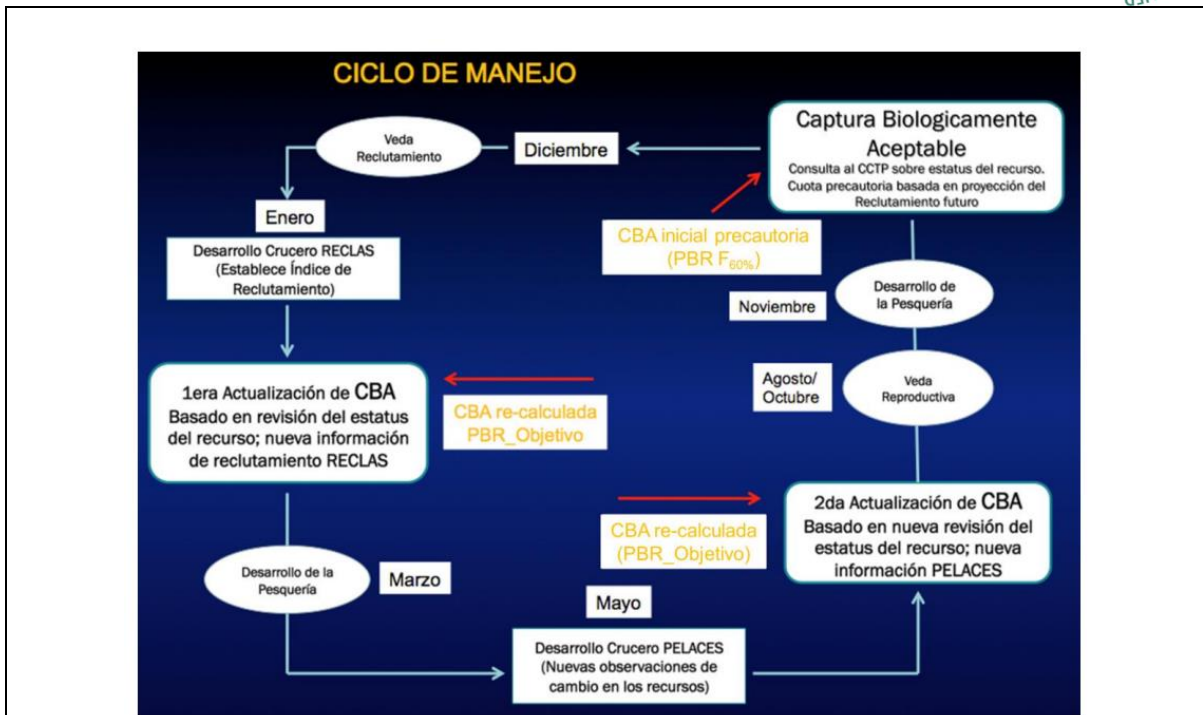 CICLO DE MANEJO
Captura Biologicamente
Aceptable
Consulta al CCTP sobre estatus del recurso.
Cuota precautoria basada en proyección del
Reclutamiento futuro
Diciembre
Veda
Reclutamiento
Enero
Desarrollo Crucero RECLAS
(Establece Índice de
Reclutamiento)
CBA inicial precautoria
(PBR F60%)
Desarrollo de
la Pesquería
Noviembre
1era Actualización de CBA
Basado en revisión del estatus
del recurso; nueva información
de reclutamiento RECLAS
CBA re-calculada
PBR_Objetivo
Agosto/
Octubre
Veda
Reproductiva
CBA re-calculada
(PBR_Objetivo)
2da Actualización de CBA
Basado en nueva revisión del
estatus del recurso; nueva
información PELACES
Desarrollo de la
Pesquería
Marzo
Mayo
Desarrollo Crucero PELACES
(Nuevas observaciones de
cambio en los recursos)